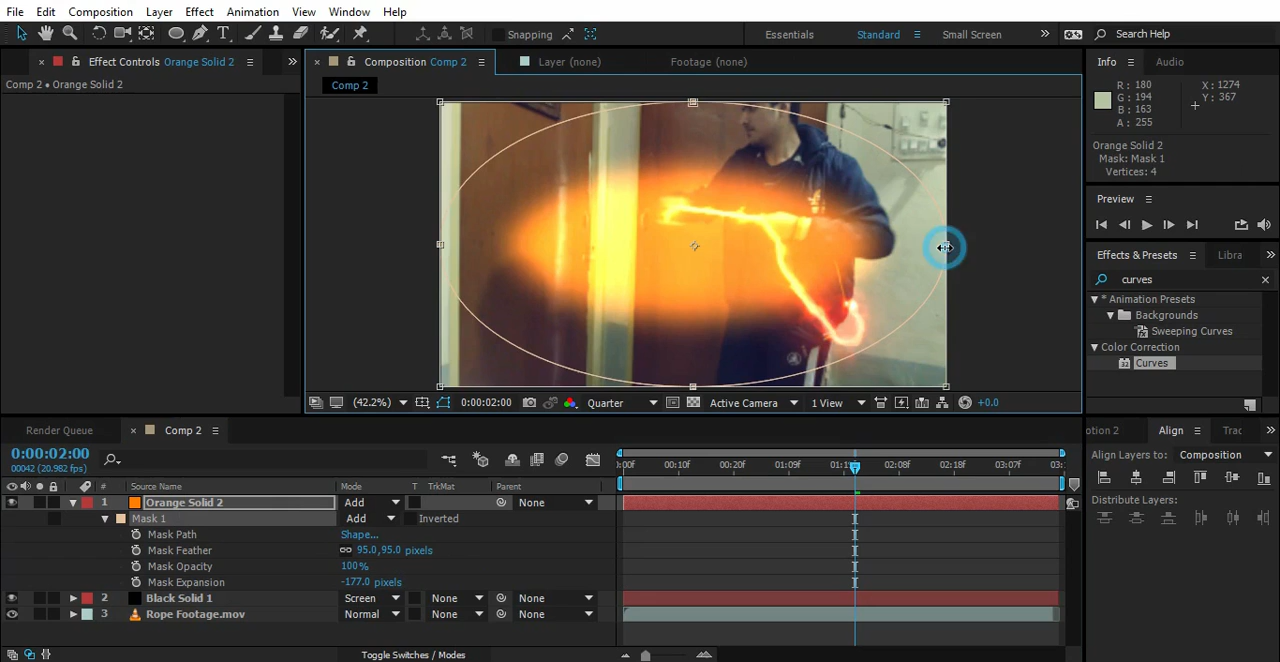 File Edit Composition Layer Effect Animation View Window Help
Snapping Essentials Standard Small Screen Search Help
Effect Controls Orange Solid 2 Composition Comp 2 Layer (none) Footage (none) Info Audio
Comp 2 • Orange Solid 2 Comp 2
R: 180 X: 1274
G: 194 Y: 367
B: 163
A: 255
Orange Solid 2
Mask: Mask 1
Vertices: 4
Preview
Effects & Presets Libra
curves
* Animation Presets
Backgrounds
Sweeping Curves
Color Correction
32 Curves
(42.2%) 0:00:02:00 Quarter Active Camera 1 View +0.0
Render Queue Comp 2 otion 2 Align Trac
0:00:02:00
00042 (20.982 fps)
Align Layers to: Composition
:00f 00:10f 00:20f 01:09f 02:08f 02:18f 03:07f
# Source Name Mode T TrkMat Parent
Distribute Layers:
1 Orange Solid 2 Add None
Mask 1 Add Inverted
Mask Path Shape...
Mask Feather 95.0,95.0 pixels
Mask Opacity 100%
Mask Expansion -177.0 pixels
2 Black Solid 1 Screen None None
3 Rope Footage.mov Normal None None
Toggle Switches / Modes